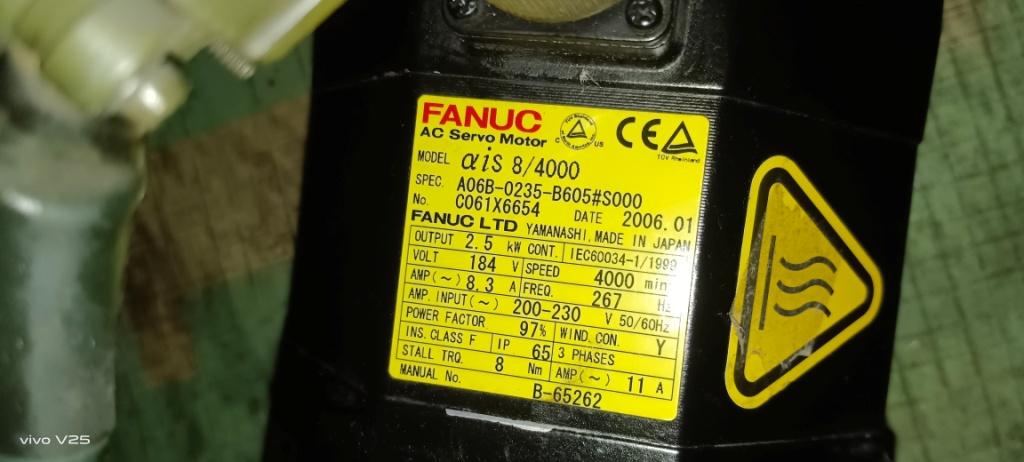 FANUC
AC Servo Motor C US CE
TÜV Rheinland
MODEL αiS 8/4000
SPEC. A06B-0235-B605#S000
No. C061X6654 DATE 2006.01
FANUC LTD YAMANASHI, MADE IN JAPAN
OUTPUT 2.5 kW CONT. IEC60034-1/1999
VOLT 184 V SPEED 4000 min
AMP (~) 8.3 A FREQ. 267 Hz
AMP. INPUT (~) 200-230 V 50/60Hz
POWER FACTOR 97% WIND. CON. Y
INS. CLASS F IP 65 3 PHASES
STALL TRQ. 8 Nm AMP (~) 11 A
MANUAL No. B-65262
vivo V25